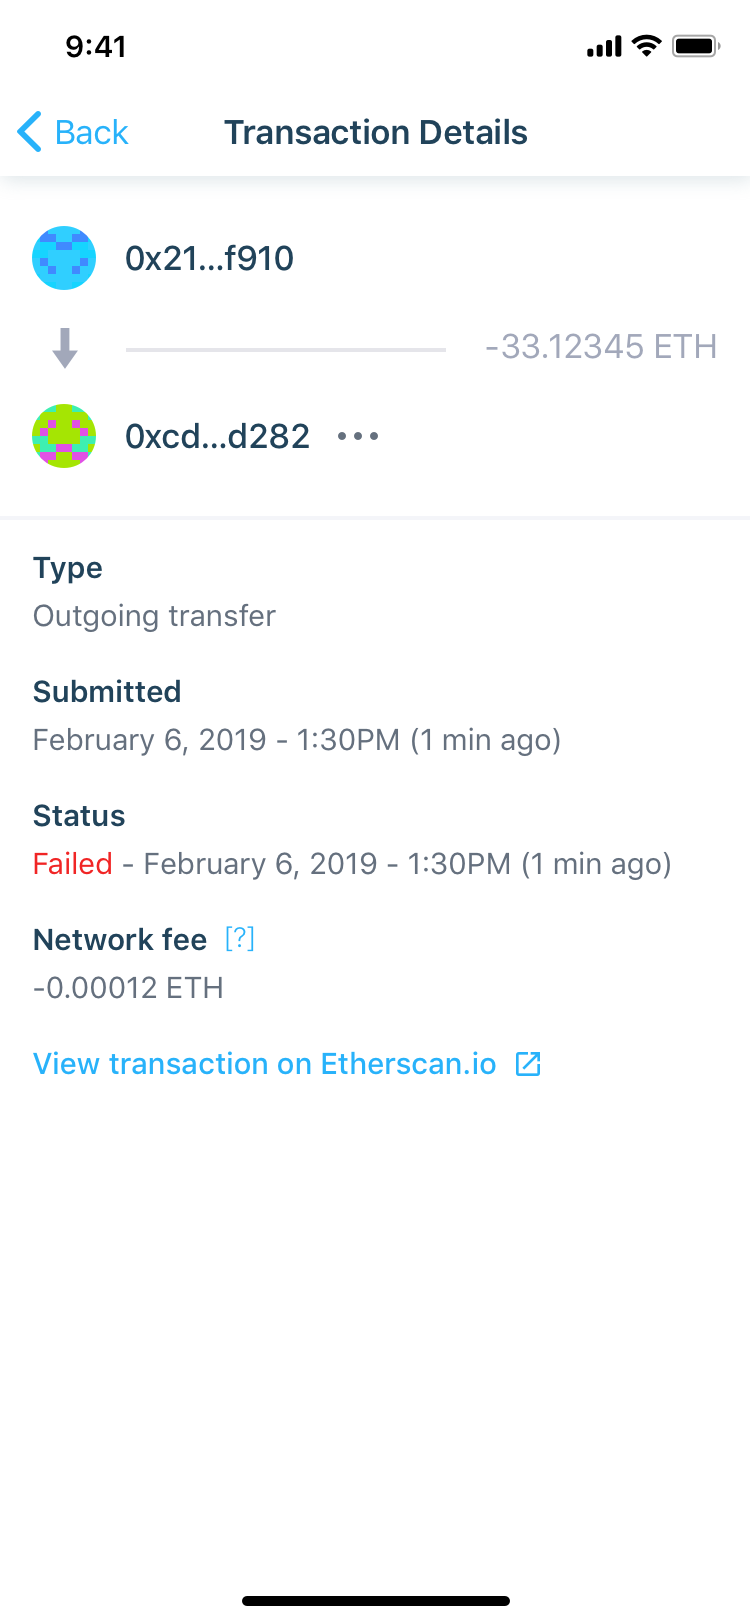 9:41
Back
Transaction Details
0x21...f910
-33.12345 ETH
0xcd...d282
Type
Outgoing transfer
Submitted
February 6, 2019 - 1:30PM (1 min ago)
Status
Failed - February 6, 2019 - 1:30PM (1 min ago)
Network fee [?]
-0.00012 ETH
View transaction on Etherscan.io